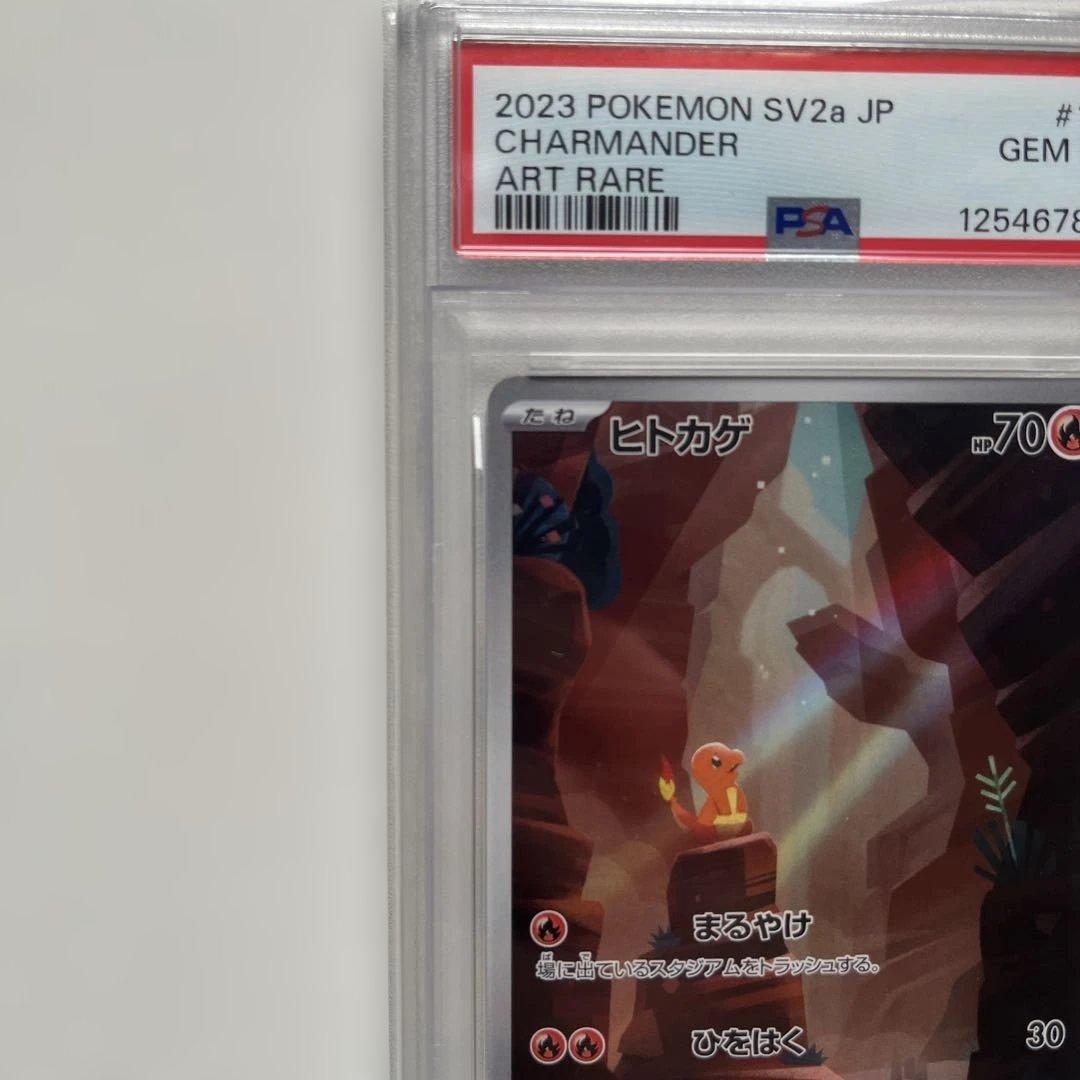 2023 POKEMON SV2a JP #
CHARMANDER GEM
ART RARE
PSA 1254678
たね ヒトカゲ HP70
まるやけ
場に出ているスタジアムをトラッシュする。
ひをはく 30